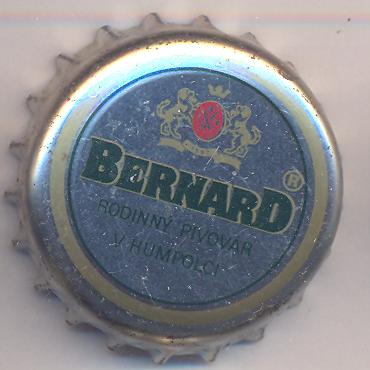 BERNARD®
RODINNÝ PIVOVAR
V HUMPOLCI